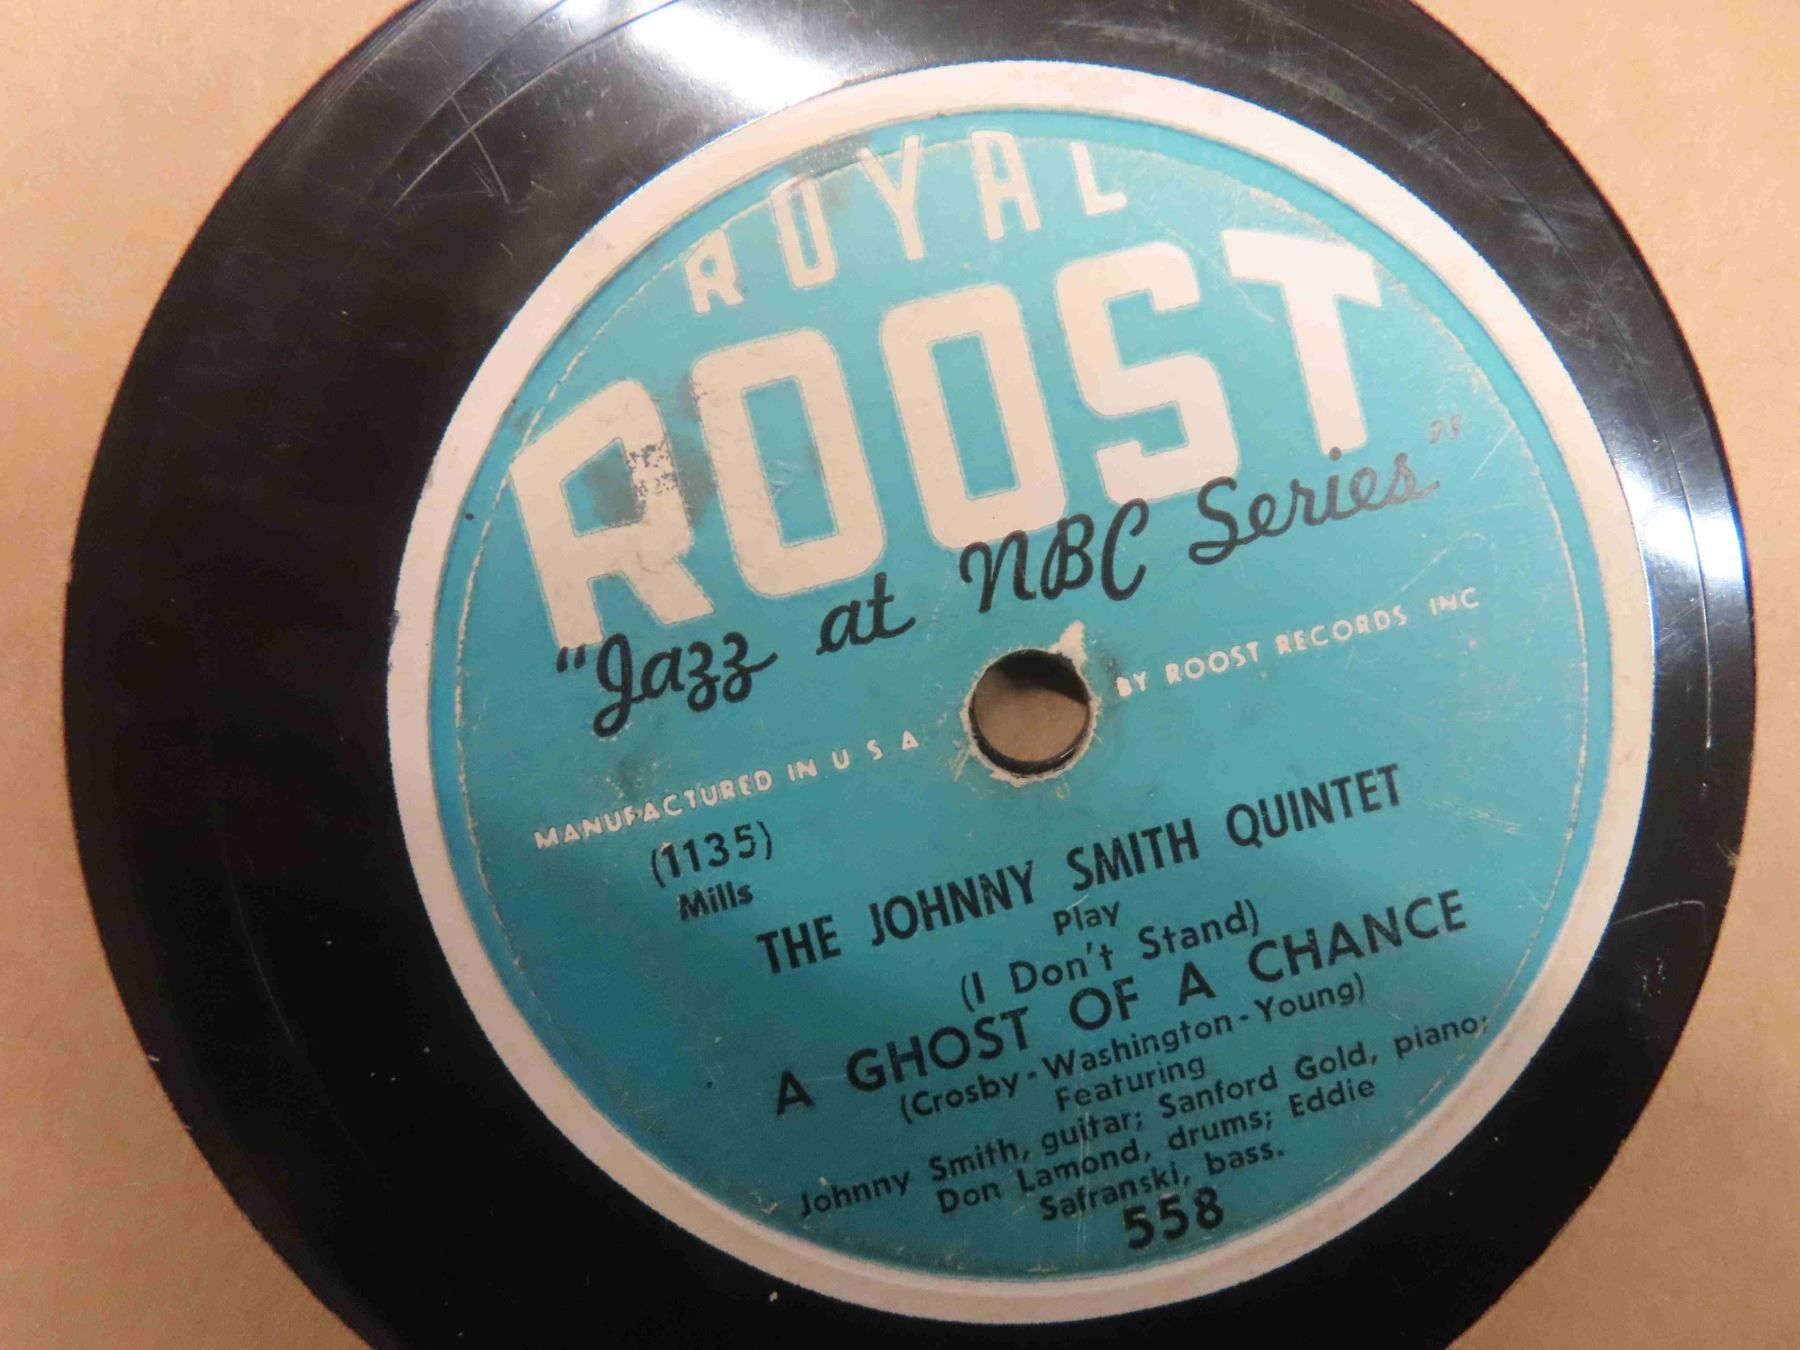 ROYAL
ROOST
"Jazz at NBC Series"
MANUFACTURED IN U S A BY ROOST RECORDS INC
(1135)
Mills
THE JOHNNY SMITH QUINTET
Play
(I Don't Stand)
A GHOST OF A CHANCE
(Crosby - Washington - Young)
Featuring
Johnny Smith, guitar; Sanford Gold, piano;
Don Lamond, drums; Eddie
Safranski, bass.
558